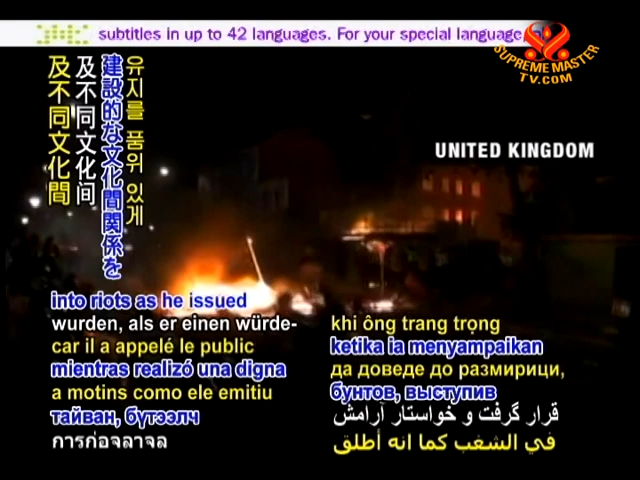 subtitles in up to 42 languages. For your special language
SUPREME MASTER
TV.COM
UNITED KINGDOM
유지를 품위 있게
建設的な文化間関係を
及不同文化间
及不同文化間
into riots as he issued
wurden, als er einen würde-
car il a appelé le public
mientras realizó una digna
a motins como ele emitiu
тайван, бүтээлч
การก่อจลาจล
khi ông trang trọng
ketika ia menyampaikan
да доведе до размирици,
бунтов, выступив
قرار گرفت و خواستار آرامش
في الشغب كما انه أطلق